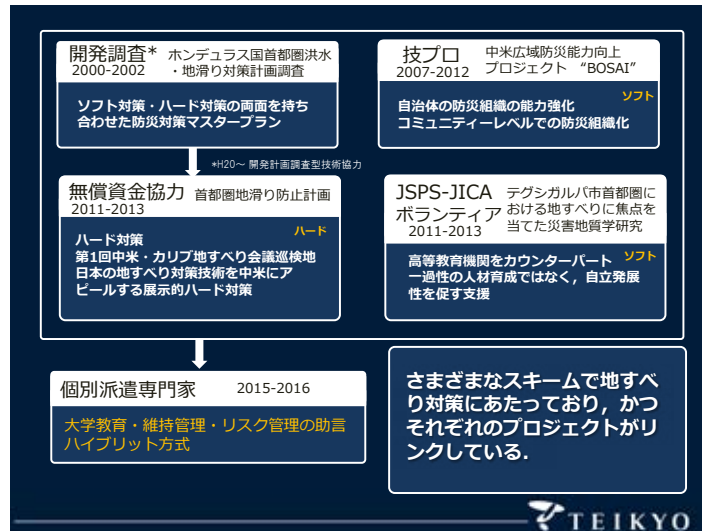 開発調査* ホンデュラス国首都圏洪水
2000-2002 ・地滑り対策計画調査
ソフト対策・ハード対策の両面を持ち
合わせた防災対策マスタープラン
技プロ 中米広域防災能力向上
2007-2012 プロジェクト “BOSAI”
ソフト
自治体の防災組織の能力強化
コミュニティーレベルでの防災組織化
*H20～ 開発計画調査型技術協力
無償資金協力 首都圏地滑り防止計画
2011-2013
ハード
ハード対策
第1回中米・カリブ地すべり会議巡検地
日本の地すべり対策技術を中米にア
ピールする展示的ハード対策
JSPS-JICA テグシガルパ市首都圏に
ボランティア おける地すべりに焦点を
2011-2013 当てた災害地質学研究
高等教育機関をカウンターパート ソフト
一過性の人材育成ではなく，自立発展
性を促す支援
個別派遣専門家 2015-2016
大学教育・維持管理・リスク管理の助言
ハイブリット方式
さまざまなスキームで地すべ
り対策にあたっており，かつ
それぞれのプロジェクトがリ
ンクしている．
TEIKYO